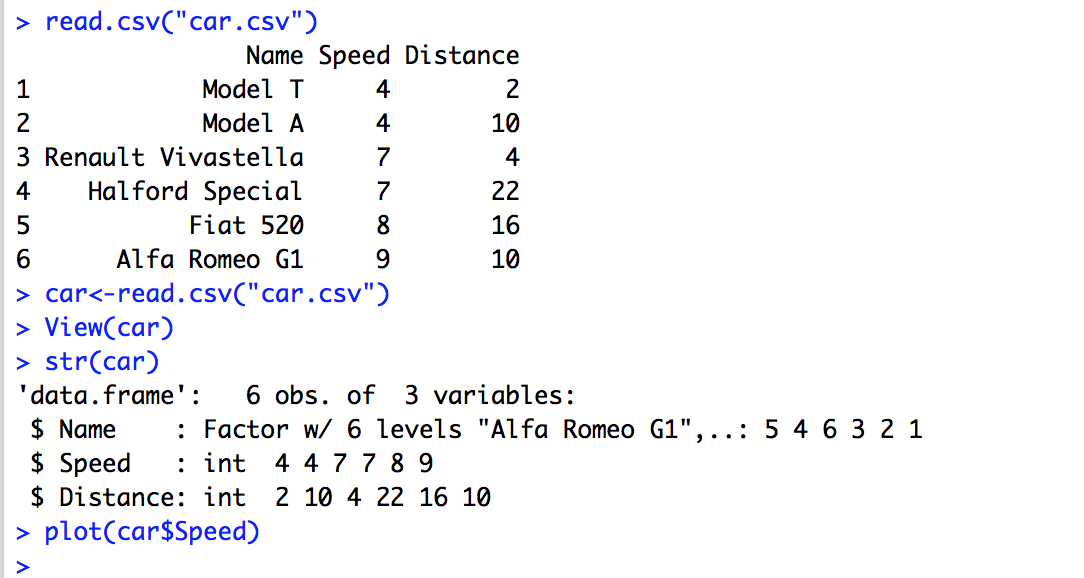 > read.csv("car.csv")
                Name Speed Distance
1            Model T     4        2
2            Model A     4       10
3 Renault Vivastella     7        4
4    Halford Special     7       22
5           Fiat 520     8       16
6      Alfa Romeo G1     9       10
> car<-read.csv("car.csv")
> View(car)
> str(car)
'data.frame':   6 obs. of  3 variables:
 $ Name    : Factor w/ 6 levels "Alfa Romeo G1",..: 5 4 6 3 2 1
 $ Speed   : int  4 4 7 7 8 9
 $ Distance: int  2 10 4 22 16 10
> plot(car$Speed)
>